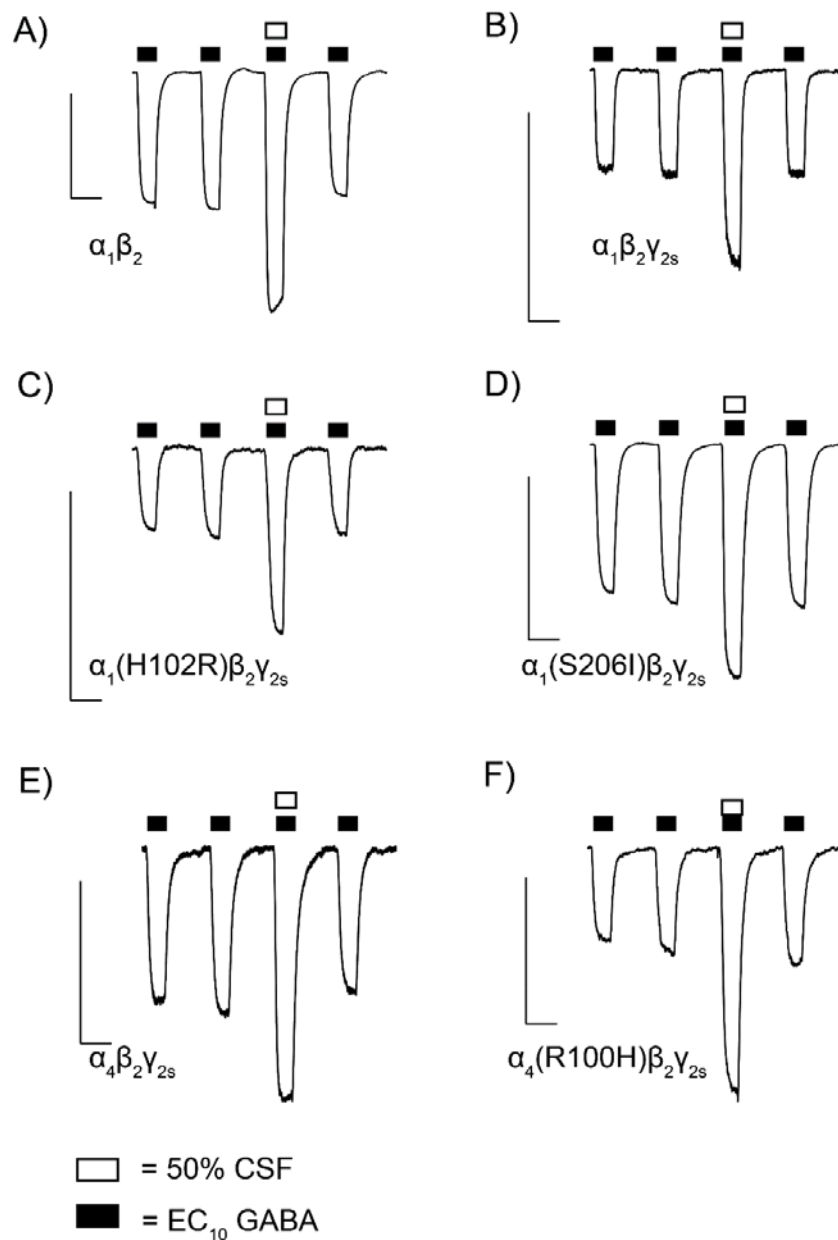 A)
B)
α₁β₂
α₁β₂γ₂ₛ
C)
D)
α₁(H102R)β₂γ₂ₛ
α₁(S206I)β₂γ₂ₛ
E)
F)
α₄β₂γ₂ₛ
α₄(R100H)β₂γ₂ₛ
= 50% CSF
= EC₁₀ GABA